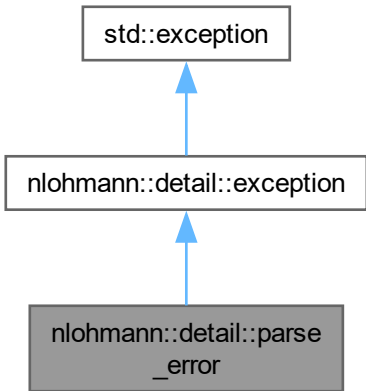 std::exception
nlohmann::detail::exception
nlohmann::detail::parse
_error